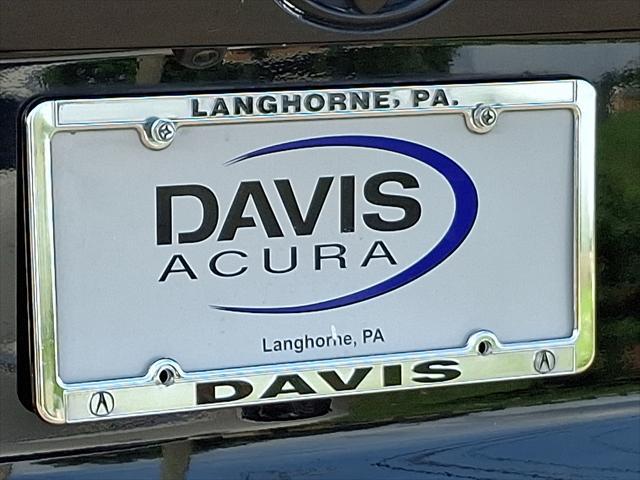 LANGHORNE, PA.
DAVIS
ACURA
Langhorne, PA
DAVIS